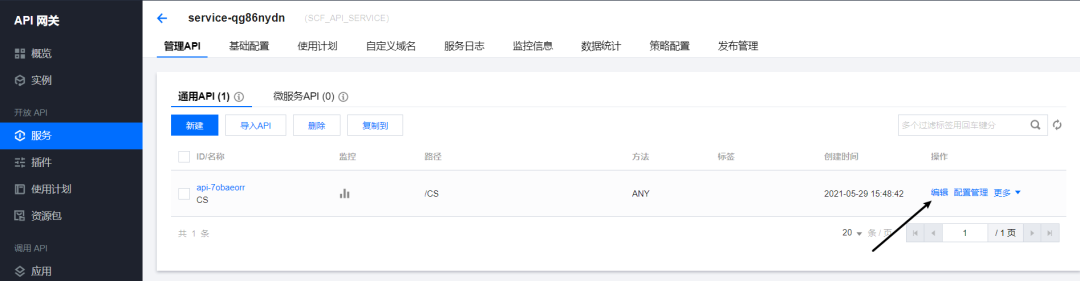 API 网关
概览
实例
开放 API
服务
插件
使用计划
资源包
调用 API
应用
service-qg86nydn (SCF_API_SERVICE)
管理API 基础配置 使用计划 自定义域名 服务日志 监控信息 数据统计 策略配置 发布管理
通用API (1) 微服务API (0)
新建 导入API 删除 复制到 多个过滤标签用回车键分
ID/名称 监控 路径 方法 标签 创建时间 操作
api-7obaeorr
CS /CS ANY 2021-05-29 15:48:42 编辑 配置管理 更多
共 1 条 20 条 / 页 1 / 1 页